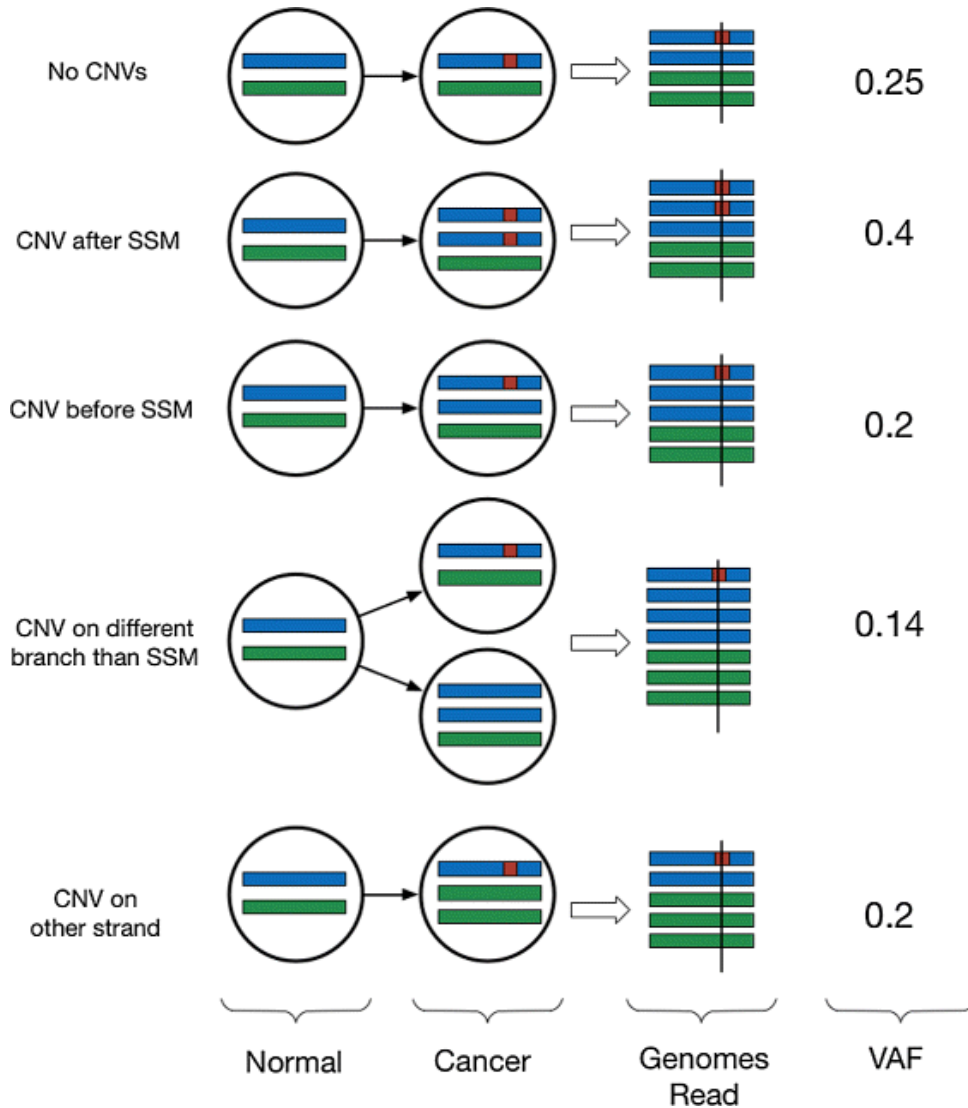 No CNVs
0.25
CNV after SSM
0.4
CNV before SSM
0.2
CNV on different
branch than SSM
0.14
CNV on
other strand
0.2
Normal
Cancer
Genomes
Read
VAF